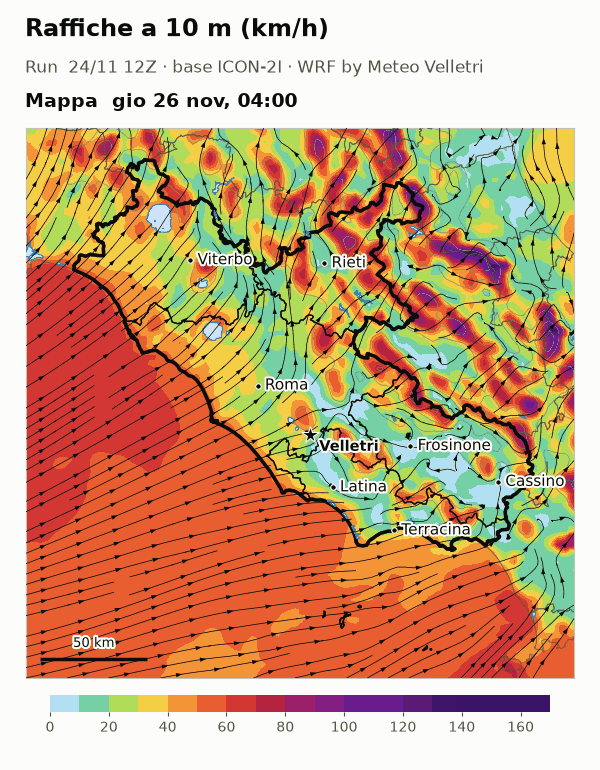 Raffiche a 10 m (km/h)
Run 24/11 12Z · base ICON-2I · WRF by Meteo Velletri
Mappa gio 26 nov, 04:00
Viterbo
Rieti
Roma
Velletri
Frosinone
Latina
Cassino
Terracina
50 km
0 20 40 60 80 100 120 140 160